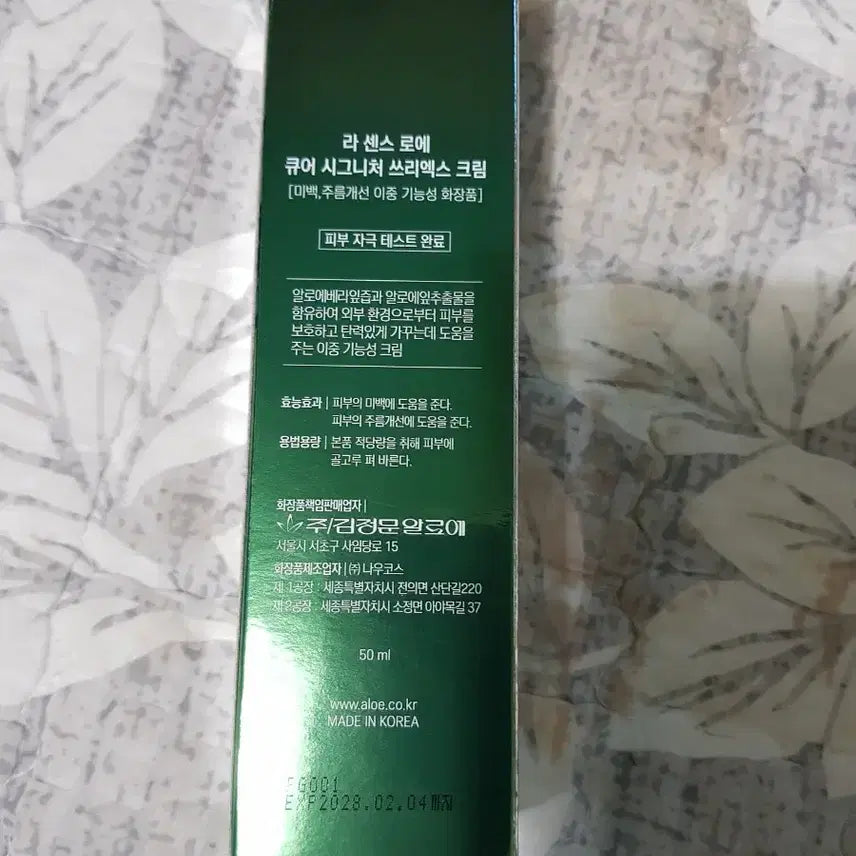 라 센스 로에
큐어 시그니처 쓰리엑스 크림
[미백,주름개선 이중 기능성 화장품]
피부 자극 테스트 완료
알로에베라잎즙과 알로에잎추출물을
함유하여 외부 환경으로부터 피부를
보호하고 탄력있게 가꾸는데 도움을
주는 이중 기능성 크림
효능효과 | 피부의 미백에 도움을 준다.
피부의 주름개선에 도움을 준다.
용법용량 | 본품 적당량을 취해 피부에
골고루 펴 바른다.
화장품책임판매업자 |
주/김정문알로에
서울시 서초구 사임당로 15
화장품제조업자 | ㈜ 나우코스
제 1공장 : 세종특별자치시 전의면 산단길220
제 2공장 : 세종특별자치시 소정면 아야목길 37
50 ml
www.aloe.co.kr
MADE IN KOREA
EXP2028.02.04까지